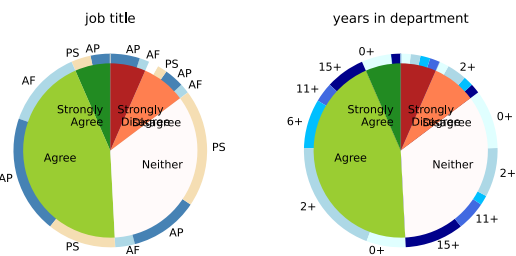 job title
PS
AP
AP
AF
PS
AP
AF
AF
Strongly
Agree
Strongly
Disagree
Disagree
Agree
Neither
PS
AP
PS
AF
AP
years in department
0+
15+
2+
11+
6+
0+
Strongly
Agree
Strongly
Disagree
Disagree
Agree
Neither
2+
2+
11+
0+
15+